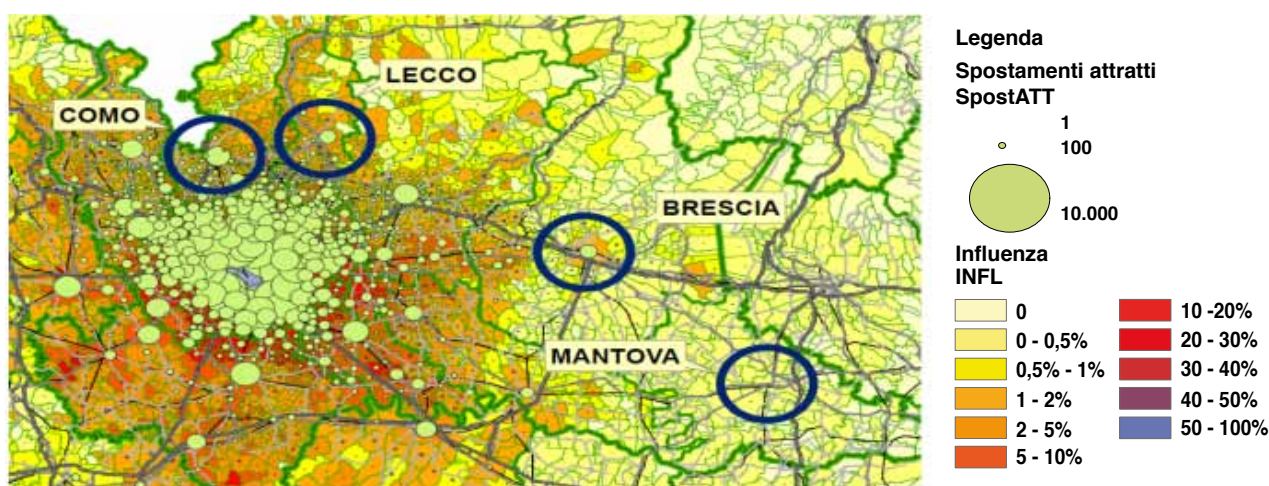 LECCO
COMO
BRESCIA
MANTOVA
Legenda
Spostamenti attratti
SpostATT
1
100
10.000
Influenza
INFL
0
0 - 0,5%
0,5% - 1%
1 - 2%
2 - 5%
5 - 10%
10 -20%
20 - 30%
30 - 40%
40 - 50%
50 - 100%